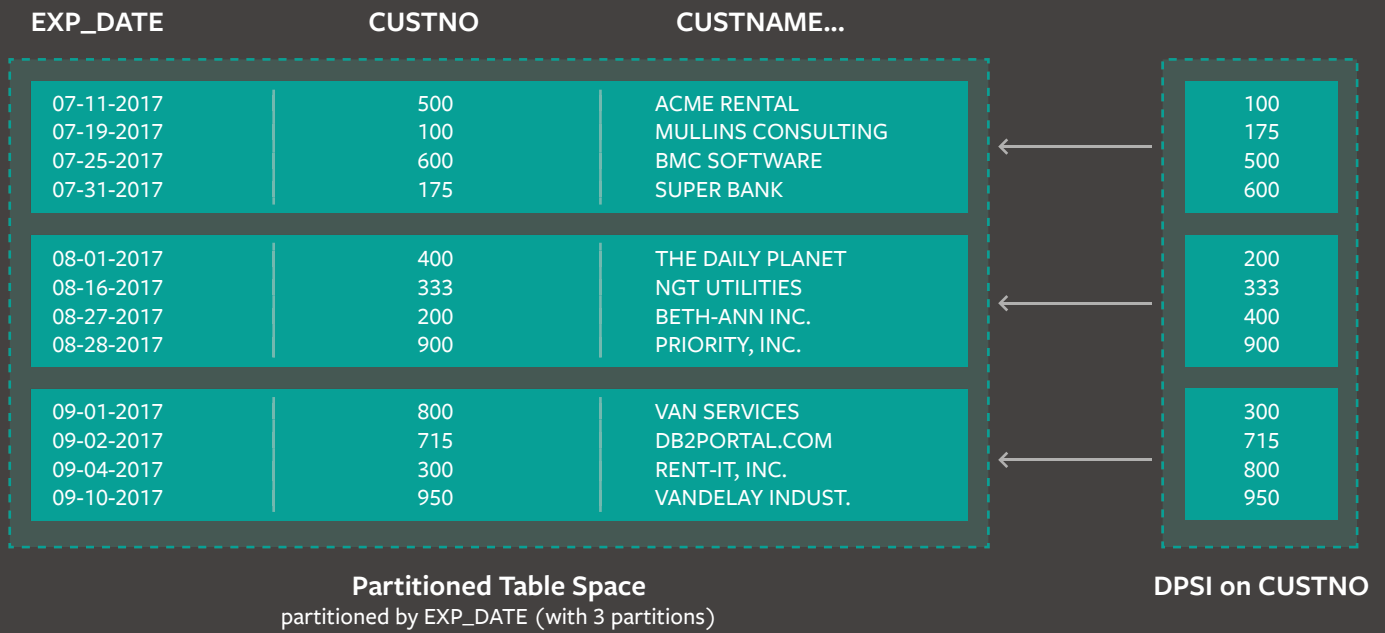 EXP_DATE CUSTNO CUSTNAME...
07-11-2017 500 ACME RENTAL 100
07-19-2017 100 MULLINS CONSULTING 175
07-25-2017 600 BMC SOFTWARE 500
07-31-2017 175 SUPER BANK 600
08-01-2017 400 THE DAILY PLANET 200
08-16-2017 333 NGT UTILITIES 333
08-27-2017 200 BETH-ANN INC. 400
08-28-2017 900 PRIORITY, INC. 900
09-01-2017 800 VAN SERVICES 300
09-02-2017 715 DB2PORTAL.COM 715
09-04-2017 300 RENT-IT, INC. 800
09-10-2017 950 VANDELAY INDUST. 950
Partitioned Table Space DPSI on CUSTNO
partitioned by EXP_DATE (with 3 partitions)